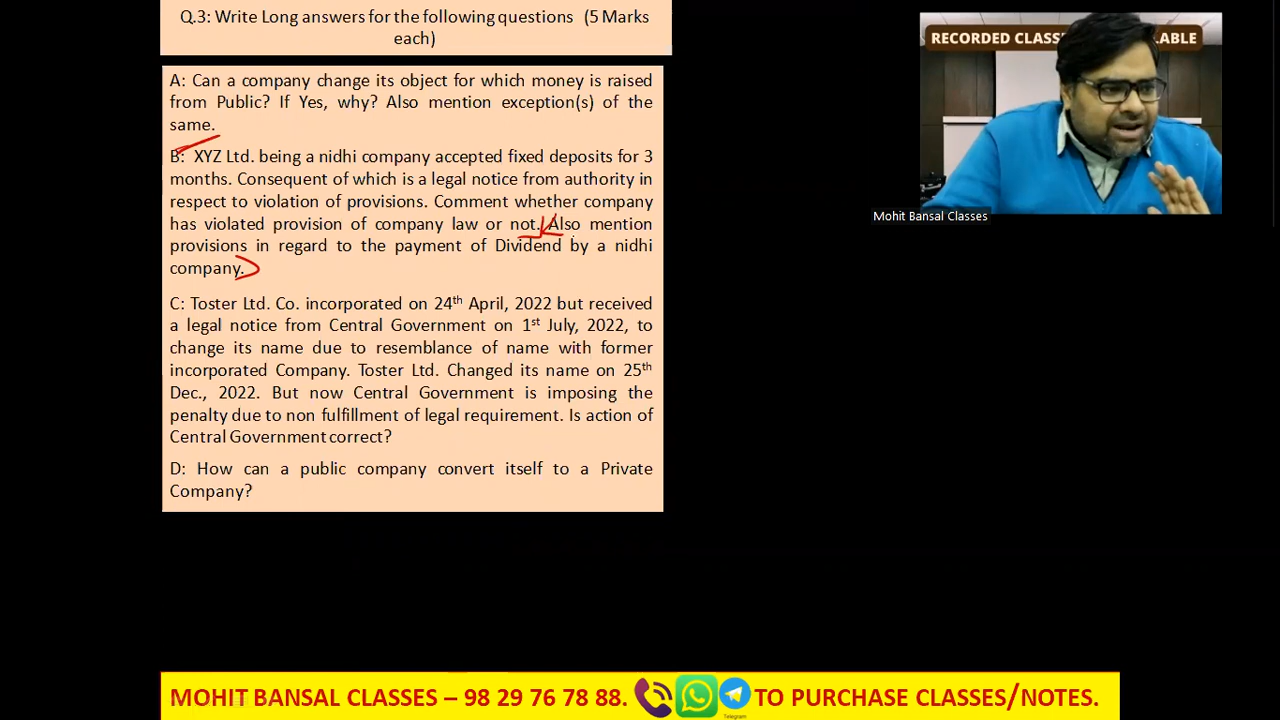 Q.3: Write Long answers for the following questions (5 Marks
each)
RECORDED CLASS
ABLE
A: Can a company change its object for which money is raised
from Public? If Yes, why? Also mention exception(s) of the
same.
B: XYZ Ltd. being a nidhi company accepted fixed deposits for 3
months. Consequent of which is a legal notice from authority in
respect to violation of provisions. Comment whether company
has violated provision of company law or not. Also mention
provisions in regard to the payment of Dividend by a nidhi
company.
Mohit Bansal Classes
C: Toster Ltd. Co. incorporated on 24th April, 2022 but received
a legal notice from Central Government on 1st July, 2022, to
change its name due to resemblance of name with former
incorporated Company. Toster Ltd. Changed its name on 25th
Dec., 2022. But now Central Government is imposing the
penalty due to non fulfillment of legal requirement. Is action of
Central Government correct?
D: How can a public company convert itself to a Private
Company?
MOHIT BANSAL CLASSES – 98 29 76 78 88. TO PURCHASE CLASSES/NOTES.
Telegram